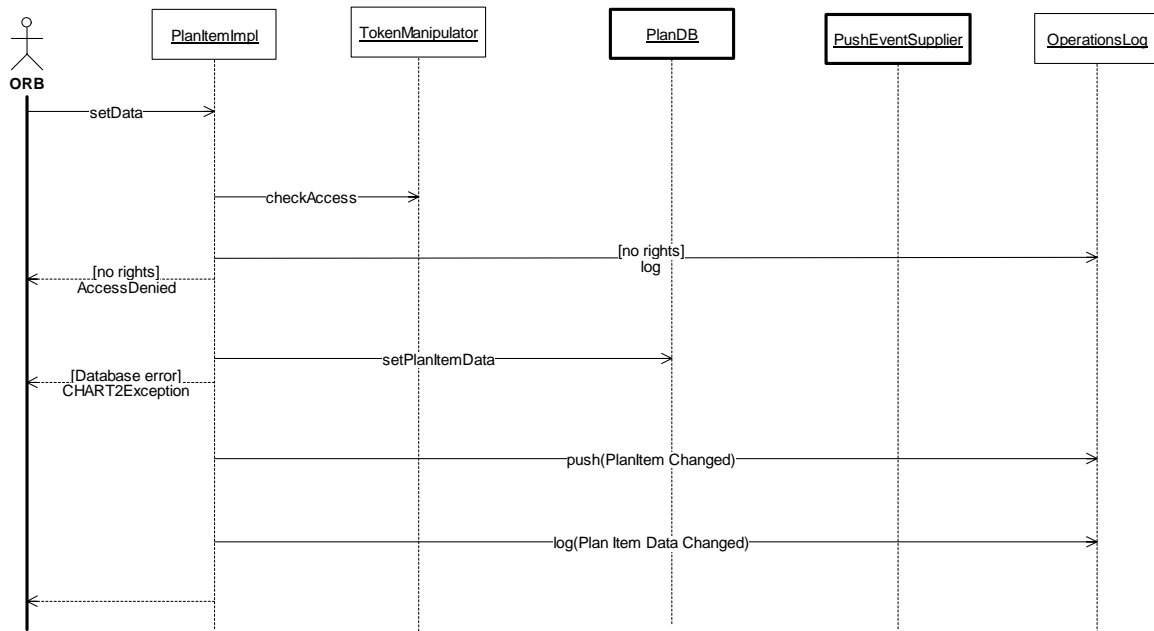 PlanItemImpl
TokenManipulator
PlanDB
PushEventSupplier
OperationsLog
ORB
setData
checkAccess
[no rights]
log
[no rights]
AccessDenied
setPlanItemData
[Database error]
CHART2Exception
push(PlanItem Changed)
log(Plan Item Data Changed)